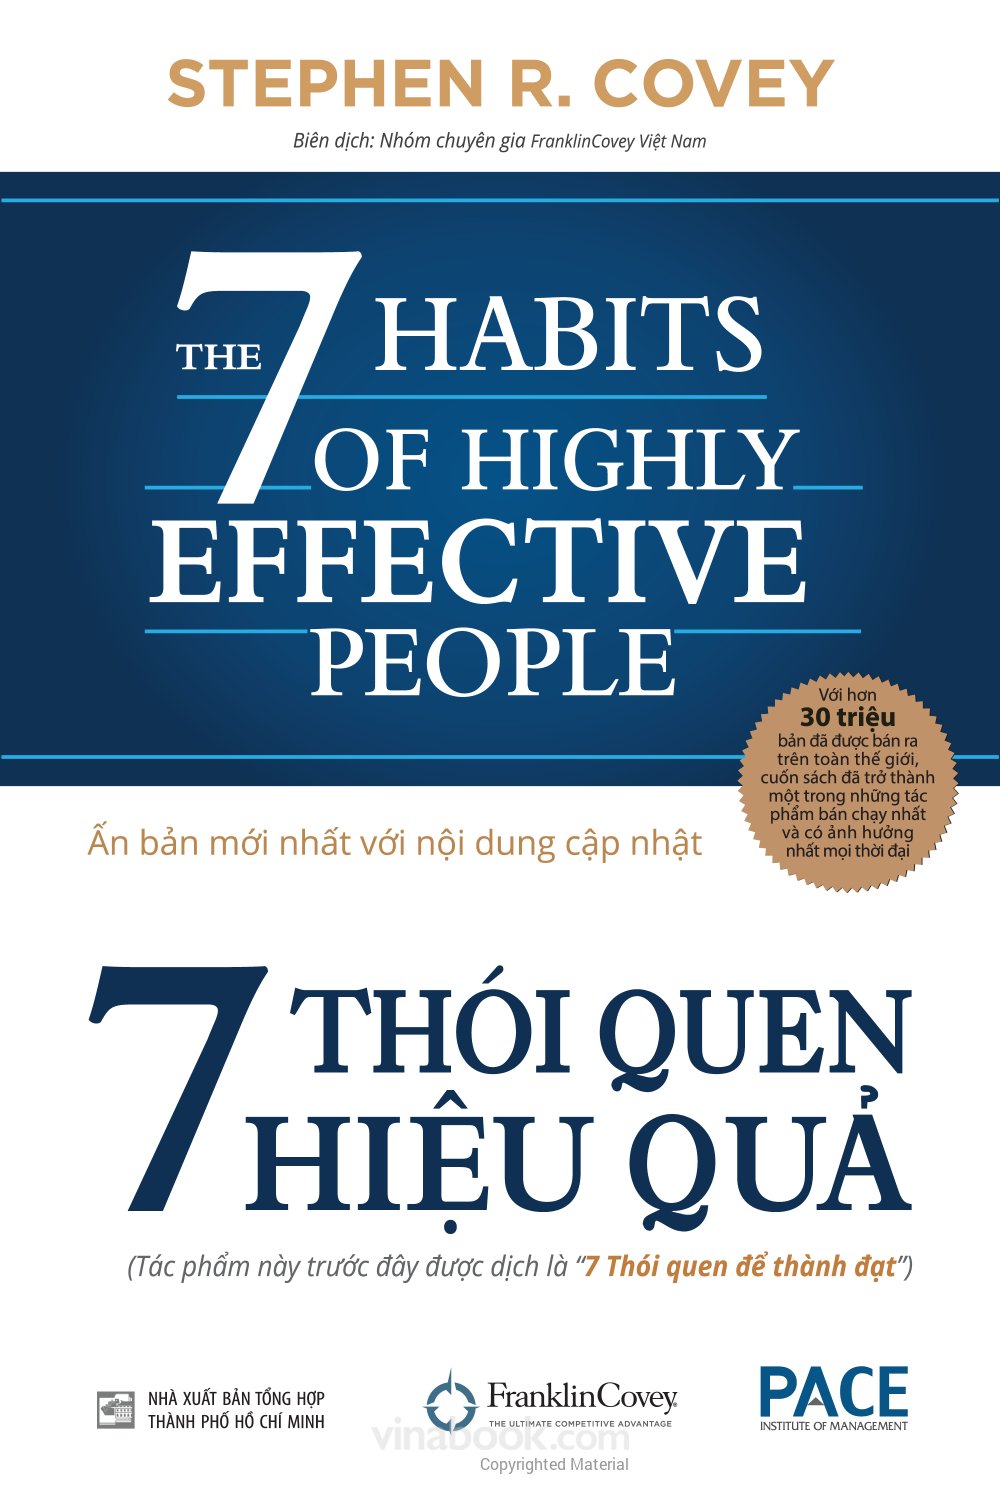 STEPHEN R. COVEY
Biên dịch: Nhóm chuyên gia FranklinCovey Việt Nam
THE 7 HABITS
OF HIGHLY
EFFECTIVE
PEOPLE
Với hơn
30 triệu
bản đã được bán ra
trên toàn thế giới,
cuốn sách đã trở thành
một trong những tác
phẩm bán chạy nhất
và có ảnh hưởng
nhất mọi thời đại
Ấn bản mới nhất với nội dung cập nhật
7 THÓI QUEN
HIỆU QUẢ
(Tác phẩm này trước đây được dịch là “7 Thói quen để thành đạt”)
NHÀ XUẤT BẢN TỔNG HỢP
THÀNH PHỐ HỒ CHÍ MINH
FranklinCovey®
THE ULTIMATE COMPETITIVE ADVANTAGE
PACE
INSTITUTE OF MANAGEMENT
vinabook.com
Copyrighted Material